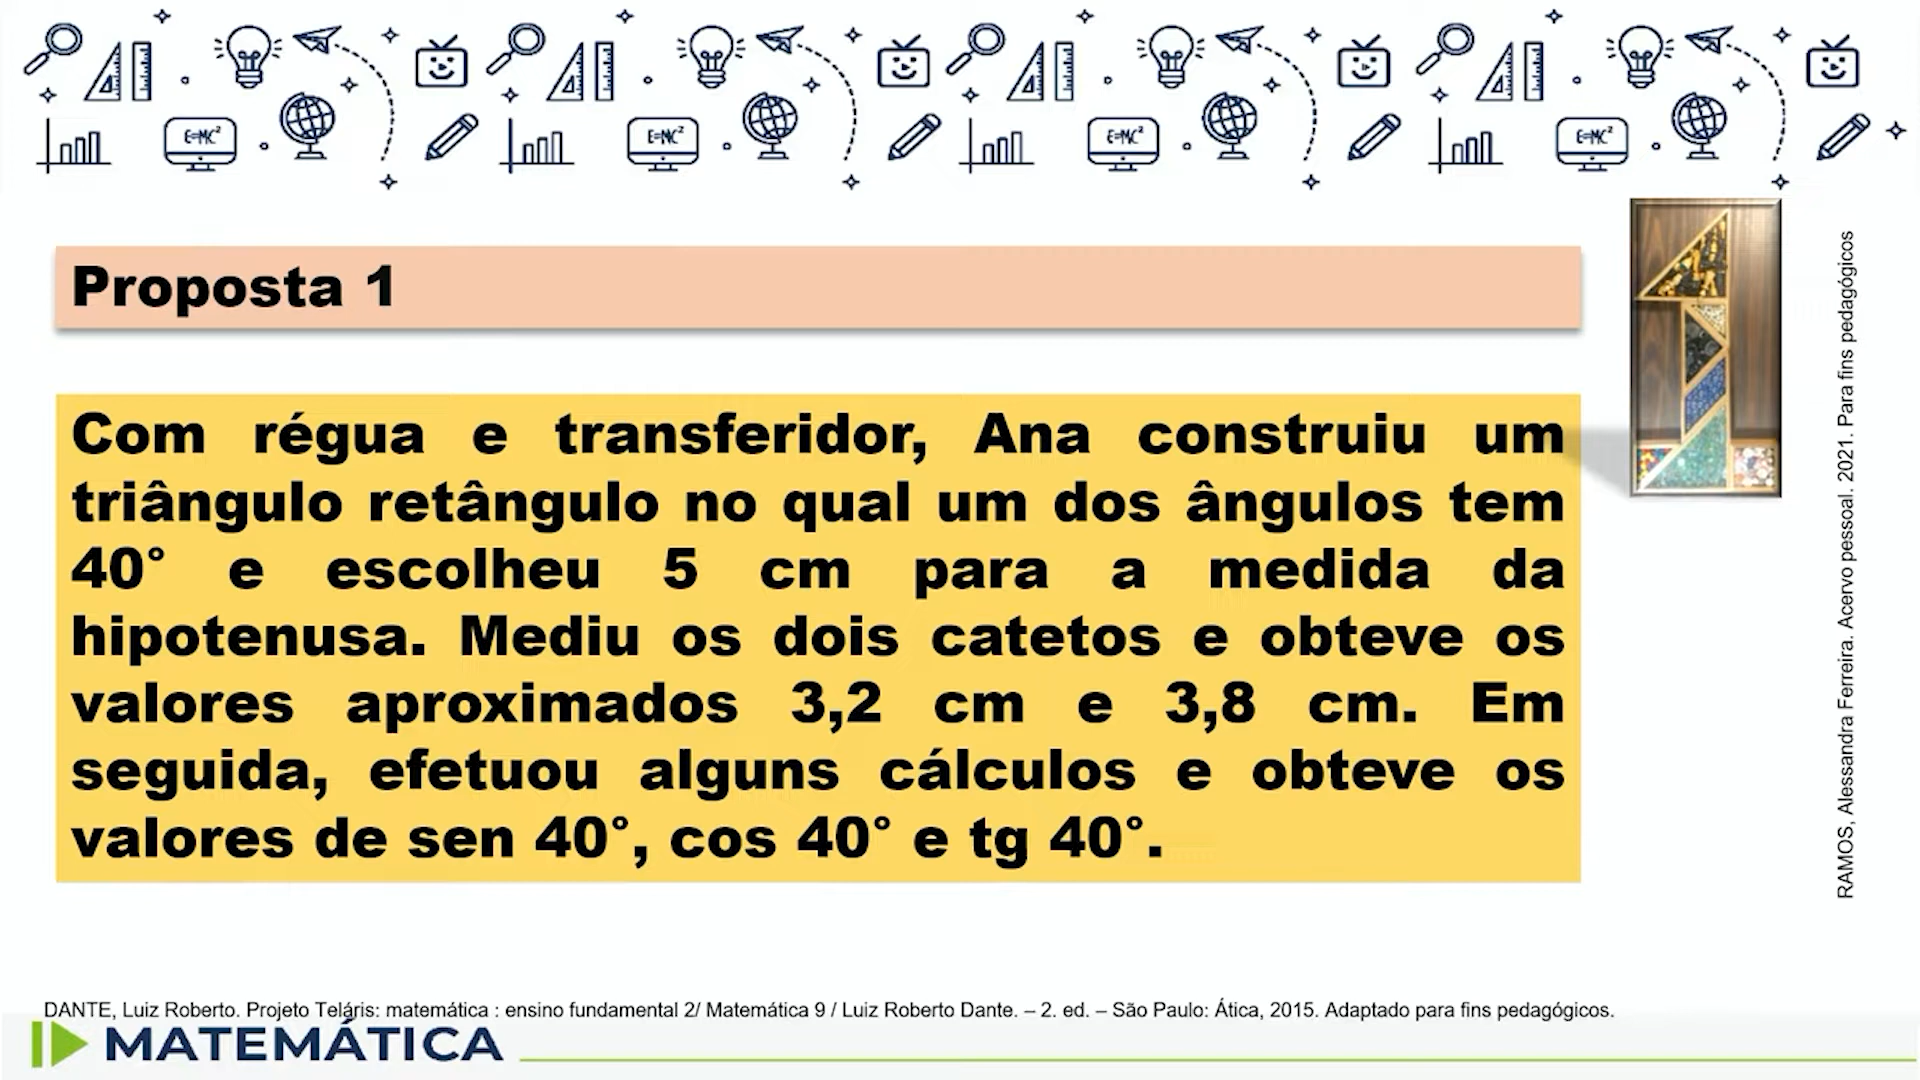 E=MC²
E=MC²
E=MC²
E=MC²
Proposta 1
Com régua e transferidor, Ana construiu um
triângulo retângulo no qual um dos ângulos tem
40° e escolheu 5 cm para a medida da
hipotenusa. Mediu os dois catetos e obteve os
valores aproximados 3,2 cm e 3,8 cm. Em
seguida, efetuou alguns cálculos e obteve os
valores de sen 40°, cos 40° e tg 40°.
RAMOS, Alessandra Ferreira. Acervo pessoal. 2021. Para fins pedagógicos
DANTE, Luiz Roberto. Projeto Teláris: matemática : ensino fundamental 2/ Matemática 9 / Luiz Roberto Dante. – 2. ed. – São Paulo: Ática, 2015. Adaptado para fins pedagógicos.
MATEMÁTICA